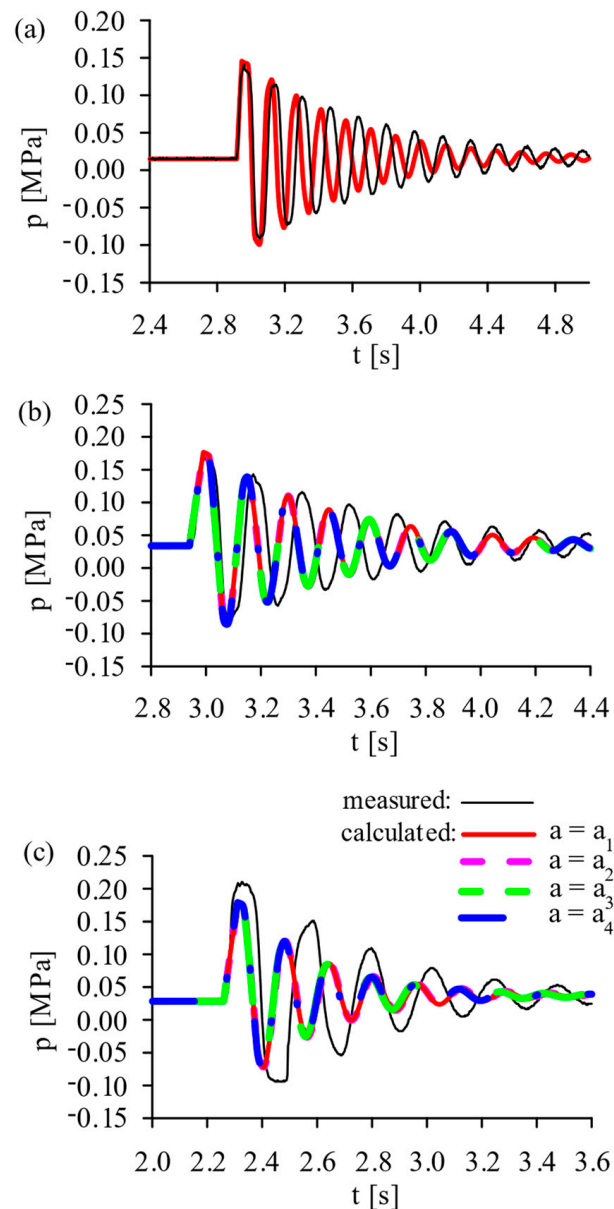 (a)
p [MPa]
0.20
0.15
0.10
0.05
0.00
-0.05
-0.10
-0.15
2.4 2.8 3.2 3.6 4.0 4.4 4.8
t [s]
(b)
p [MPa]
0.25
0.20
0.15
0.10
0.05
0.00
-0.05
-0.10
-0.15
2.8 3.0 3.2 3.4 3.6 3.8 4.0 4.2 4.4
t [s]
measured:
calculated: a = a1
a = a2
a = a3
a = a4
(c)
p [MPa]
0.25
0.20
0.15
0.10
0.05
0.00
-0.05
-0.10
-0.15
2.0 2.2 2.4 2.6 2.8 3.0 3.2 3.4 3.6
t [s]